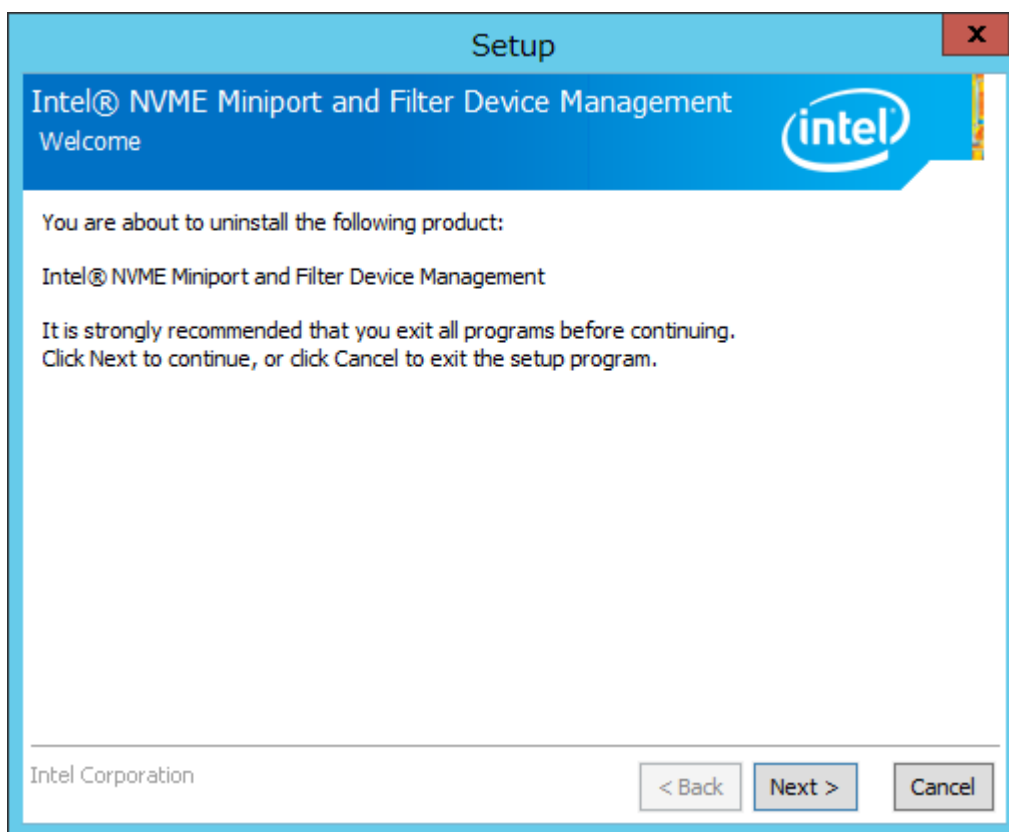 Setup
x
Intel® NVME Miniport and Filter Device Management
Welcome
intel
You are about to uninstall the following product:
Intel® NVME Miniport and Filter Device Management
It is strongly recommended that you exit all programs before continuing.
Click Next to continue, or click Cancel to exit the setup program.
Intel Corporation
< Back
Next >
Cancel